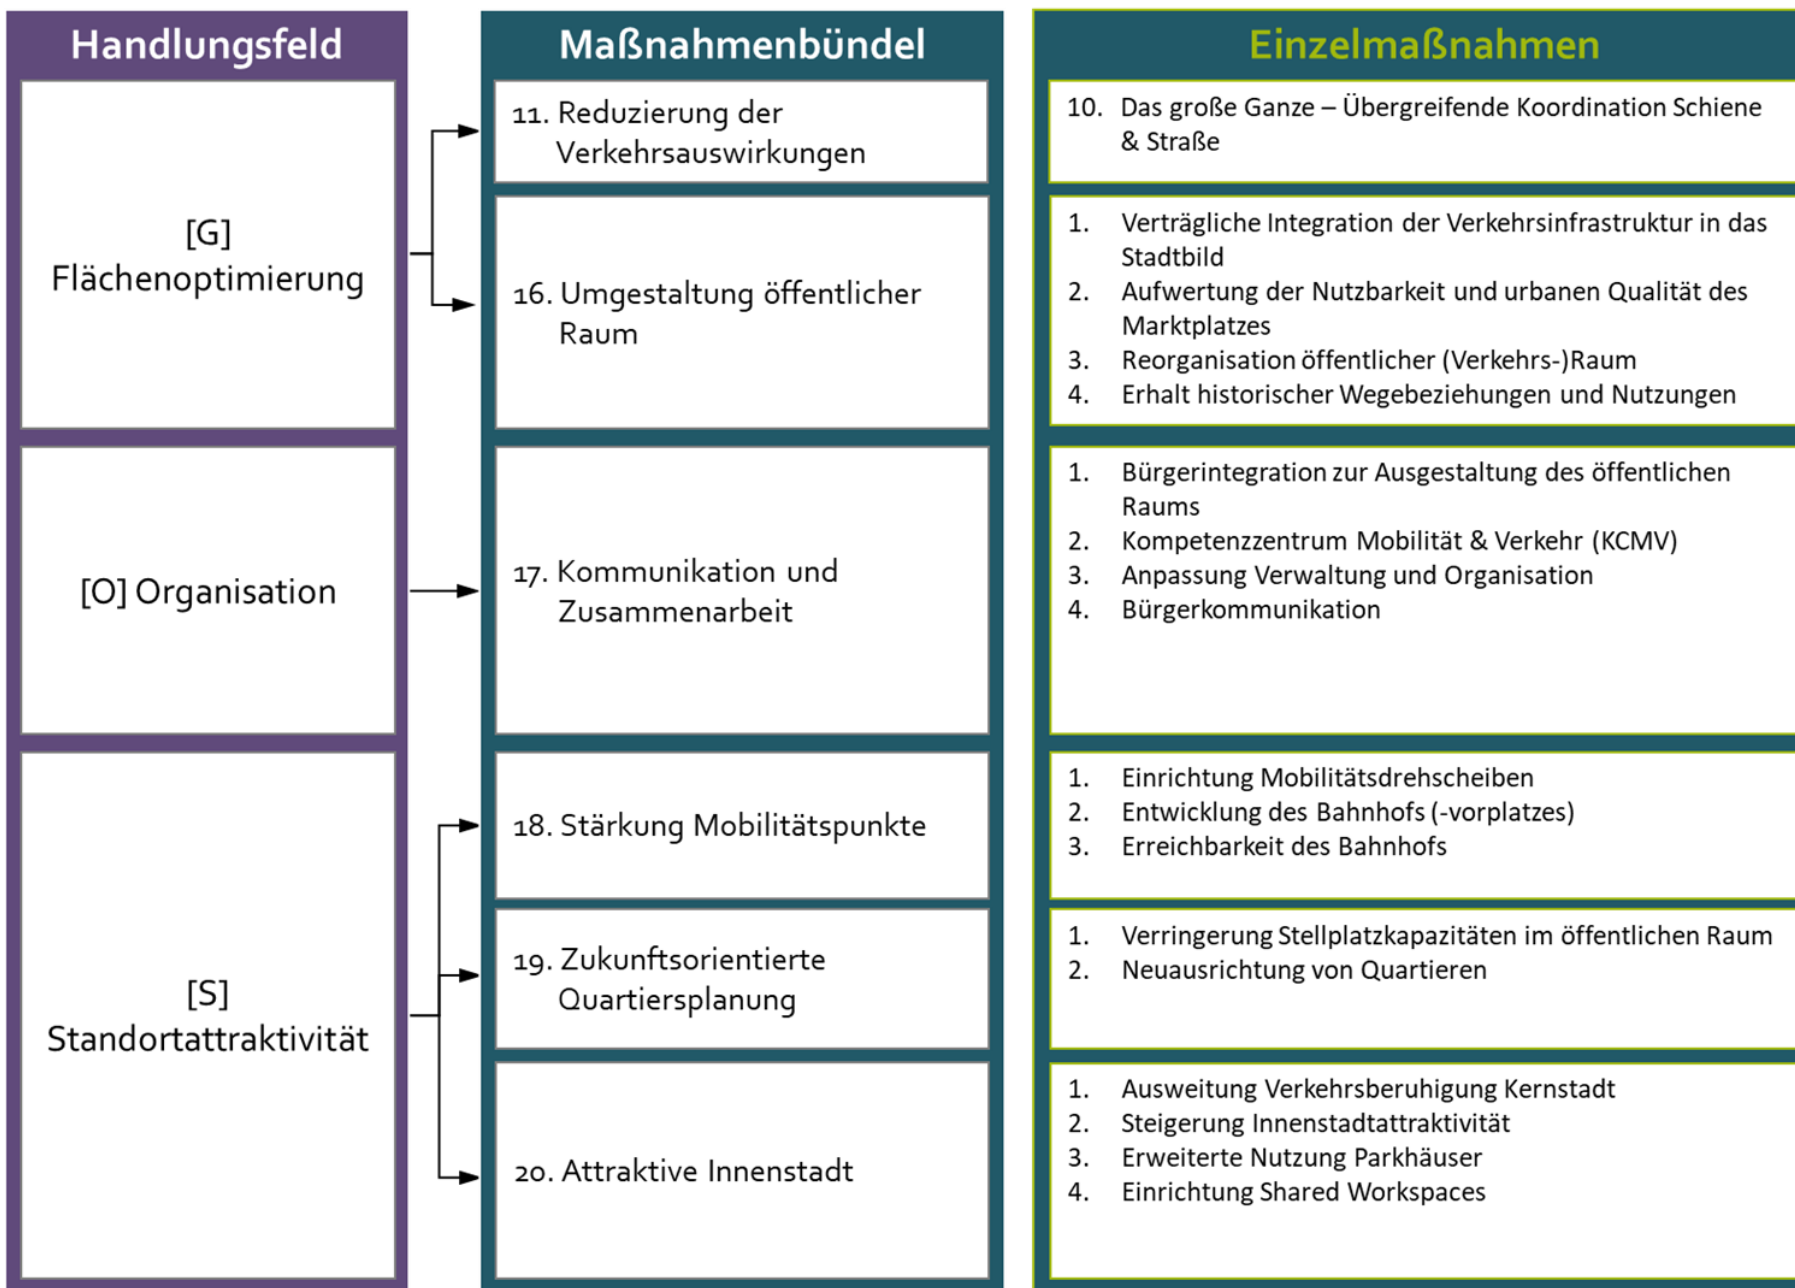 Handlungsfeld
Maßnahmenbündel
Einzelmaßnahmen
[G]
Flächenoptimierung
11. Reduzierung der
Verkehrsauswirkungen
10. Das große Ganze – Übergreifende Koordination Schiene
& Straße
16. Umgestaltung öffentlicher
Raum
1. Verträgliche Integration der Verkehrsinfrastruktur in das
Stadtbild
2. Aufwertung der Nutzbarkeit und urbanen Qualität des
Marktplatzes
3. Reorganisation öffentlicher (Verkehrs-)Raum
4. Erhalt historischer Wegebeziehungen und Nutzungen
[O] Organisation
17. Kommunikation und
Zusammenarbeit
1. Bürgerintegration zur Ausgestaltung des öffentlichen
Raums
2. Kompetenzzentrum Mobilität & Verkehr (KCMV)
3. Anpassung Verwaltung und Organisation
4. Bürgerkommunikation
[S]
Standortattraktivität
18. Stärkung Mobilitätspunkte
1. Einrichtung Mobilitätsdrehscheiben
2. Entwicklung des Bahnhofs (-vorplatzes)
3. Erreichbarkeit des Bahnhofs
19. Zukunftsorientierte
Quartiersplanung
1. Verringerung Stellplatzkapazitäten im öffentlichen Raum
2. Neuausrichtung von Quartieren
20. Attraktive Innenstadt
1. Ausweitung Verkehrsberuhigung Kernstadt
2. Steigerung Innenstadtattraktivität
3. Erweiterte Nutzung Parkhäuser
4. Einrichtung Shared Workspaces